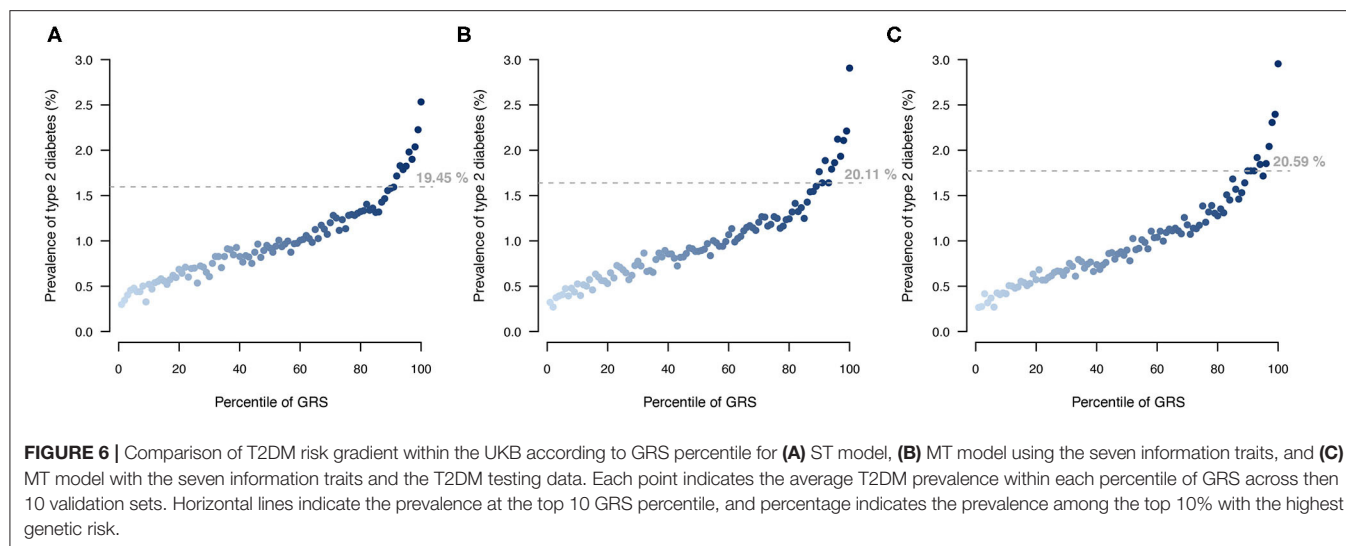 A
B
C
Prevalence of type 2 diabetes (%)
3.0
2.5
2.0
1.5
1.0
0.5
0.0
19.45 %
0 20 40 60 80 100
Percentile of GRS
Prevalence of type 2 diabetes (%)
3.0
2.5
2.0
1.5
1.0
0.5
0.0
20.11 %
0 20 40 60 80 100
Percentile of GRS
Prevalence of type 2 diabetes (%)
3.0
2.5
2.0
1.5
1.0
0.5
0.0
20.59 %
0 20 40 60 80 100
Percentile of GRS
FIGURE 6 | Comparison of T2DM risk gradient within the UKB according to GRS percentile for (A) ST model, (B) MT model using the seven information traits, and (C)
MT model with the seven information traits and the T2DM testing data. Each point indicates the average T2DM prevalence within each percentile of GRS across then
10 validation sets. Horizontal lines indicate the prevalence at the top 10 GRS percentile, and percentage indicates the prevalence among the top 10% with the highest
genetic risk.